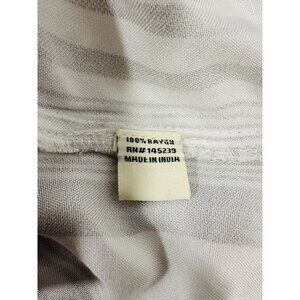 100% RAYON
RN# 145239
MADE IN INDIA